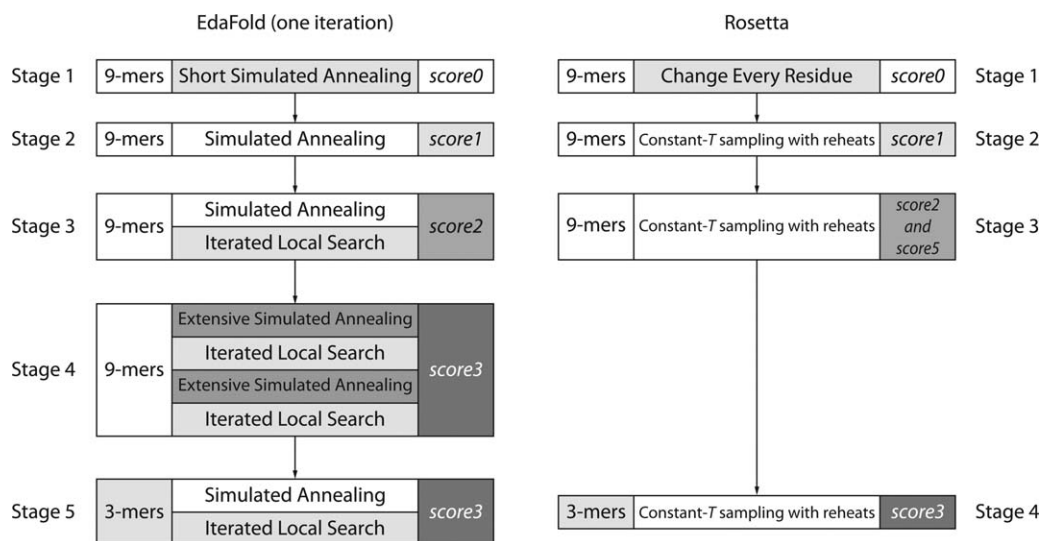 EdaFold (one iteration)
Rosetta
Stage 1
9-mers
Short Simulated Annealing
score0
9-mers
Change Every Residue
score0
Stage 1
Stage 2
9-mers
Simulated Annealing
score1
9-mers
Constant-T sampling with reheats
score1
Stage 2
Stage 3
9-mers
Simulated Annealing
Iterated Local Search
score2
9-mers
Constant-T sampling with reheats
score2
and
score5
Stage 3
Stage 4
9-mers
Extensive Simulated Annealing
Iterated Local Search
Extensive Simulated Annealing
Iterated Local Search
score3
Stage 5
3-mers
Simulated Annealing
Iterated Local Search
score3
3-mers
Constant-T sampling with reheats
score3
Stage 4